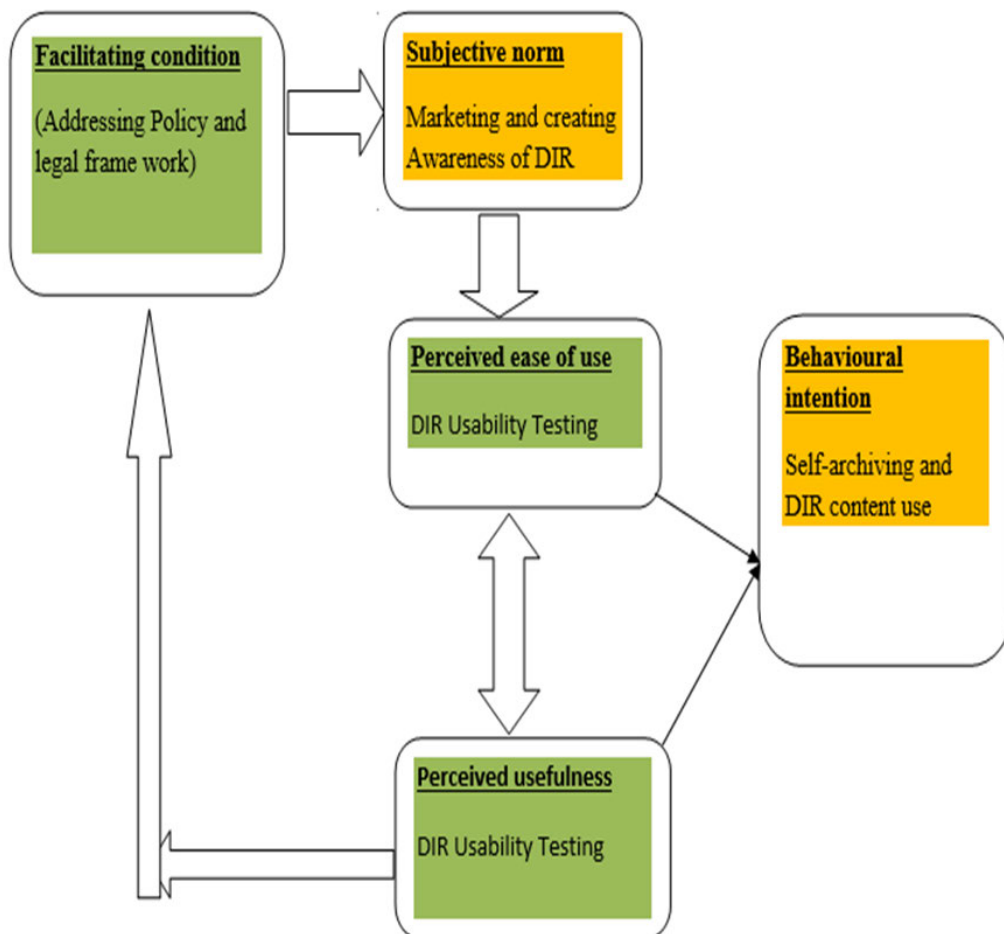 Facilitating condition
(Addressing Policy and
legal frame work)
Subjective norm
Marketing and creating
Awareness of DIR
Perceived ease of use
DIR Usability Testing
Behavioural
intention
Self-archiving and
DIR content use
Perceived usefulness
DIR Usability Testing